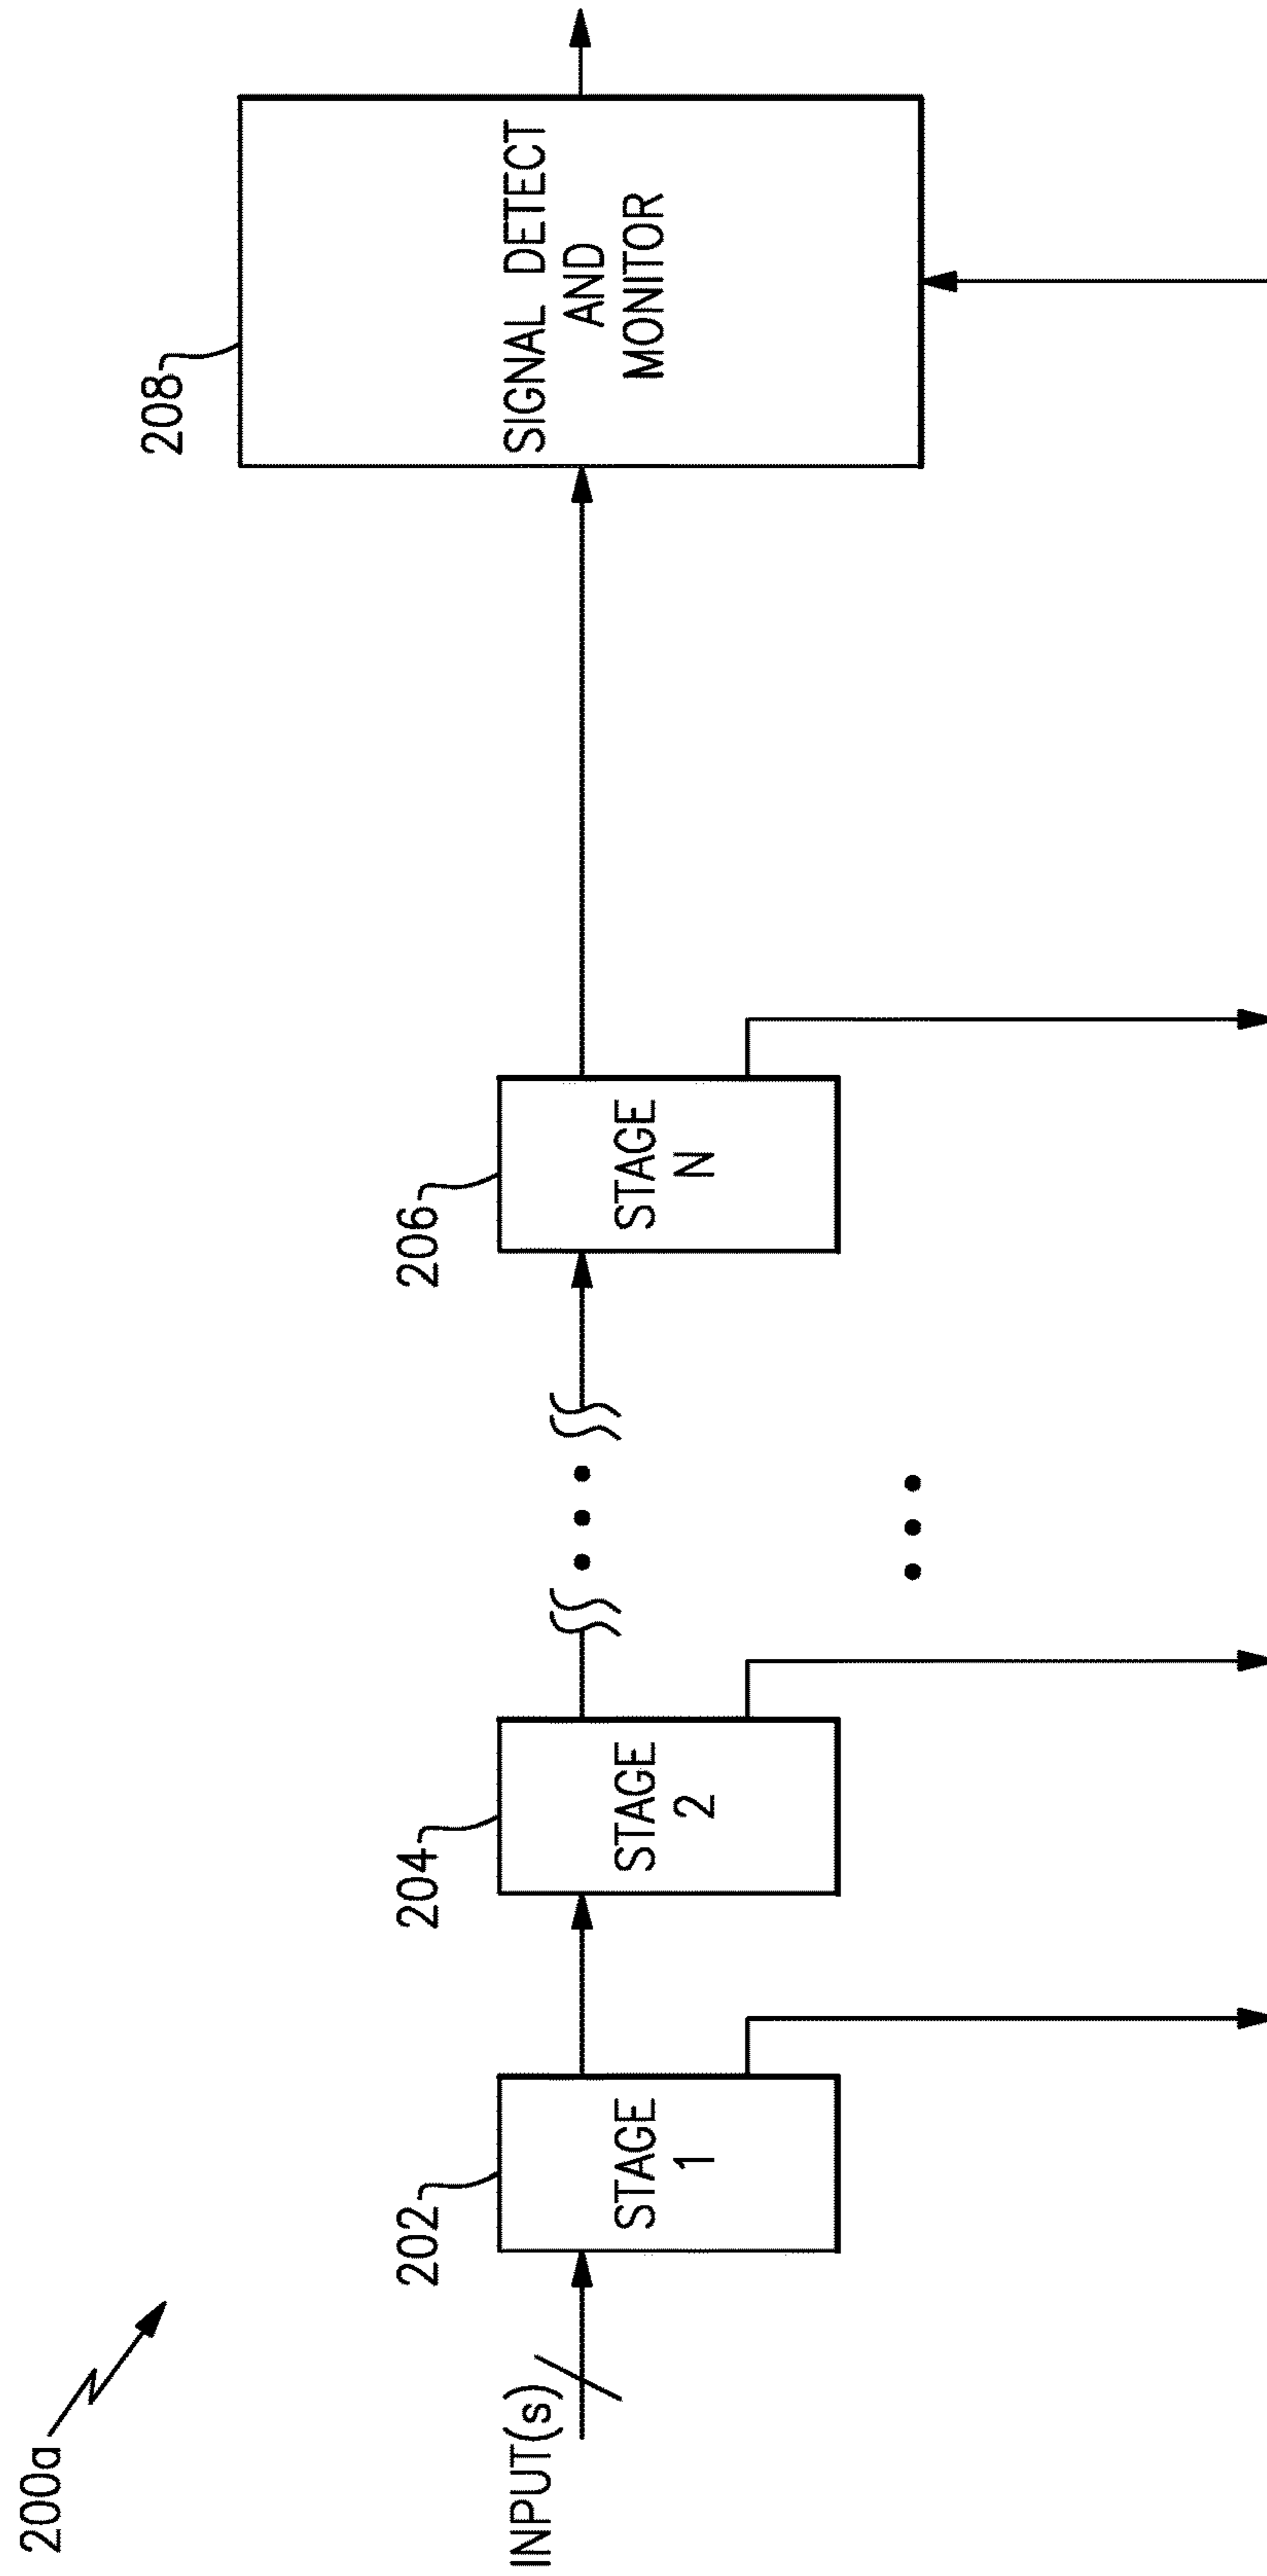 200a
INPUT(s)
202
STAGE
1
204
STAGE
2
206
STAGE
N
208
SIGNAL DETECT
AND
MONITOR